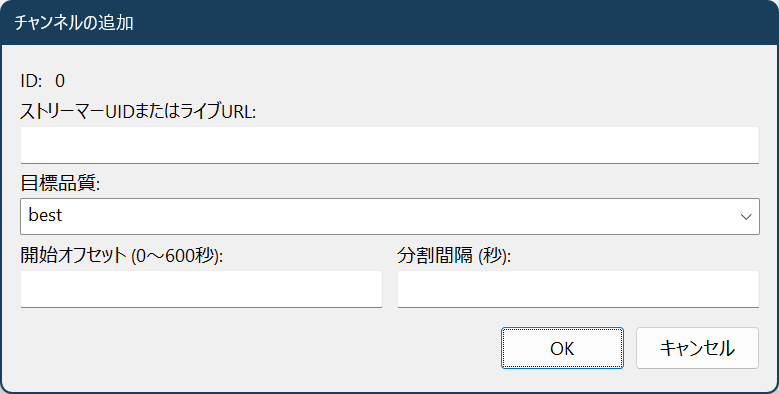 チャンネルの追加
ID: 0
ストリーマーUIDまたはライブURL:
目標品質:
best
開始オフセット (0～600秒): 分割間隔 (秒):
OK キャンセル